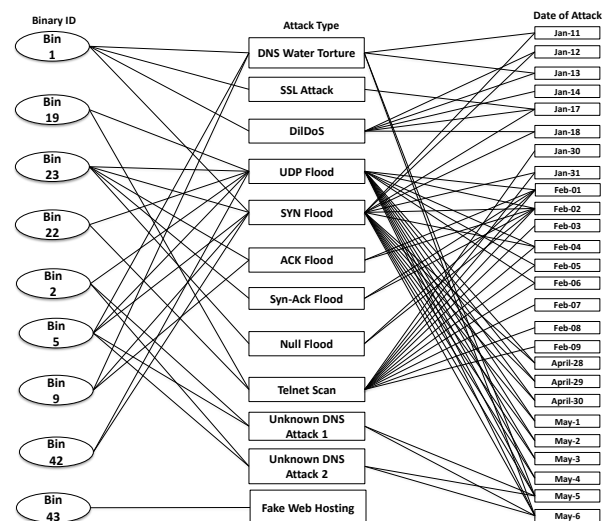 Binary ID
Attack Type
Date of Attack
Bin
1
Bin
19
Bin
23
Bin
22
Bin
2
Bin
5
Bin
9
Bin
42
Bin
43
DNS Water Torture
SSL Attack
DilDoS
UDP Flood
SYN Flood
ACK Flood
Syn-Ack Flood
Null Flood
Telnet Scan
Unknown DNS
Attack 1
Unknown DNS
Attack 2
Fake Web Hosting
Jan-11
Jan-12
Jan-13
Jan-14
Jan-17
Jan-18
Jan-30
Jan-31
Feb-01
Feb-02
Feb-03
Feb-04
Feb-05
Feb-06
Feb-07
Feb-08
Feb-09
April-28
April-29
April-30
May-1
May-2
May-3
May-4
May-5
May-6